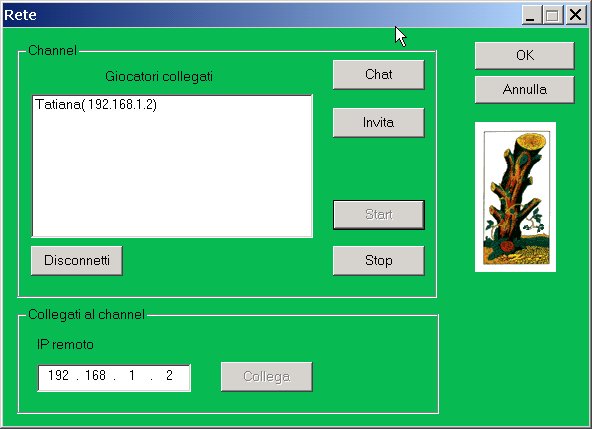 Rete
Channel
Giocatori collegati
Tatiana( 192.168.1.2)
Chat
Invita
Start
Stop
Disconnetti
OK
Annulla
Collegati al channel
IP remoto
192 . 168 . 1 . 2
Collega